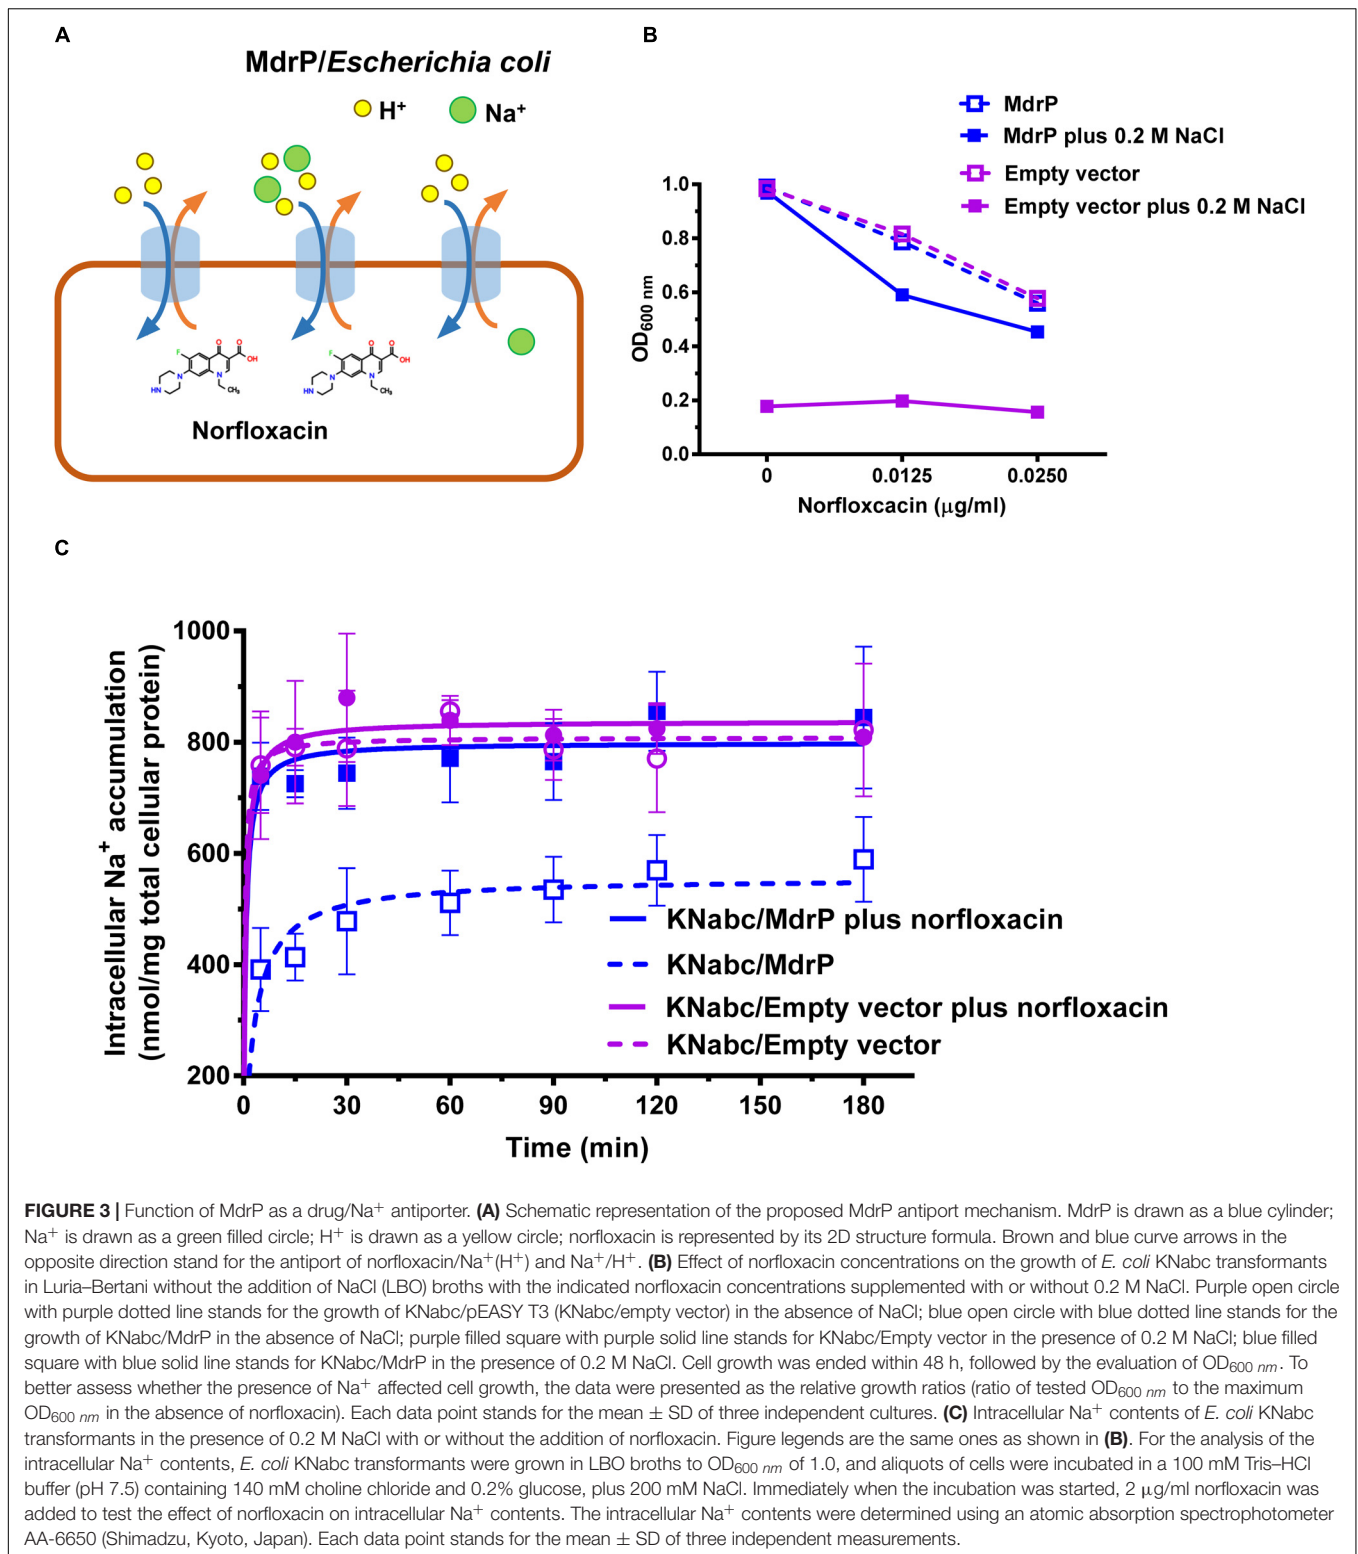 A
MdrP/Escherichia coli
H+
Na+
F
O
O
OH
N
N
HN
CH3
F
O
O
OH
N
N
HN
CH3
Norfloxacin
B
MdrP
MdrP plus 0.2 M NaCl
Empty vector
Empty vector plus 0.2 M NaCl
1.0
0.8
0.6
0.4
0.2
0.0
OD600 nm
0 0.0125 0.0250
Norfloxcacin (μg/ml)
C
1000
800
600
400
200
Intracellular Na+ accumulation
(nmol/mg total cellular protein)
KNabc/MdrP plus norfloxacin
KNabc/MdrP
KNabc/Empty vector plus norfloxacin
KNabc/Empty vector
0 30 60 90 120 150 180
Time (min)
FIGURE 3 | Function of MdrP as a drug/Na+ antiporter. (A) Schematic representation of the proposed MdrP antiport mechanism. MdrP is drawn as a blue cylinder;
Na+ is drawn as a green filled circle; H+ is drawn as a yellow circle; norfloxacin is represented by its 2D structure formula. Brown and blue curve arrows in the
opposite direction stand for the antiport of norfloxacin/Na+(H+) and Na+/H+. (B) Effect of norfloxacin concentrations on the growth of E. coli KNabc transformants
in Luria–Bertani without the addition of NaCl (LBO) broths with the indicated norfloxacin concentrations supplemented with or without 0.2 M NaCl. Purple open circle
with purple dotted line stands for the growth of KNabc/pEASY T3 (KNabc/empty vector) in the absence of NaCl; blue open circle with blue dotted line stands for the
growth of KNabc/MdrP in the absence of NaCl; purple filled square with purple solid line stands for KNabc/Empty vector in the presence of 0.2 M NaCl; blue filled
square with blue solid line stands for KNabc/MdrP in the presence of 0.2 M NaCl. Cell growth was ended within 48 h, followed by the evaluation of OD600 nm. To
better assess whether the presence of Na+ affected cell growth, the data were presented as the relative growth ratios (ratio of tested OD600 nm to the maximum
OD600 nm in the absence of norfloxacin). Each data point stands for the mean ± SD of three independent cultures. (C) Intracellular Na+ contents of E. coli KNabc
transformants in the presence of 0.2 M NaCl with or without the addition of norfloxacin. Figure legends are the same ones as shown in (B). For the analysis of the
intracellular Na+ contents, E. coli KNabc transformants were grown in LBO broths to OD600 nm of 1.0, and aliquots of cells were incubated in a 100 mM Tris–HCl
buffer (pH 7.5) containing 140 mM choline chloride and 0.2% glucose, plus 200 mM NaCl. Immediately when the incubation was started, 2 μg/ml norfloxacin was
added to test the effect of norfloxacin on intracellular Na+ contents. The intracellular Na+ contents were determined using an atomic absorption spectrophotometer
AA-6650 (Shimadzu, Kyoto, Japan). Each data point stands for the mean ± SD of three independent measurements.